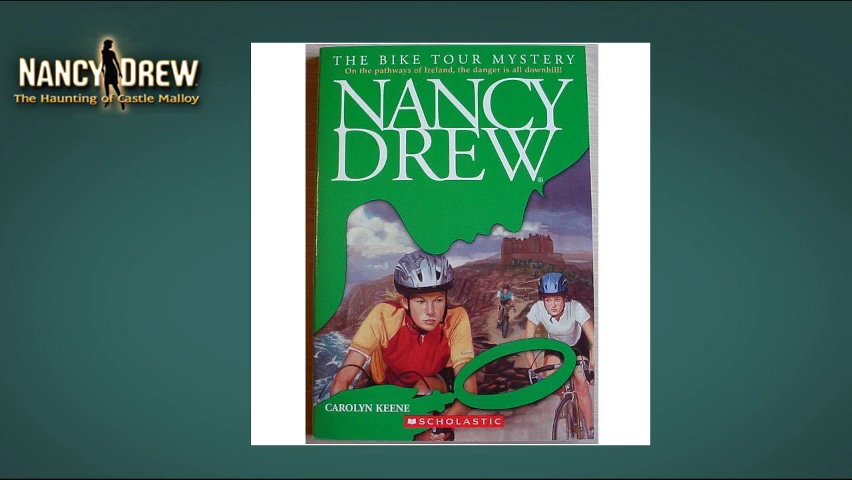 NANCY DREW
The Haunting of Castle Malloy
THE BIKE TOUR MYSTERY
On the pathways of Ireland, the danger is all downhill!
NANCY
DREW®
CAROLYN KEENE
SCHOLASTIC